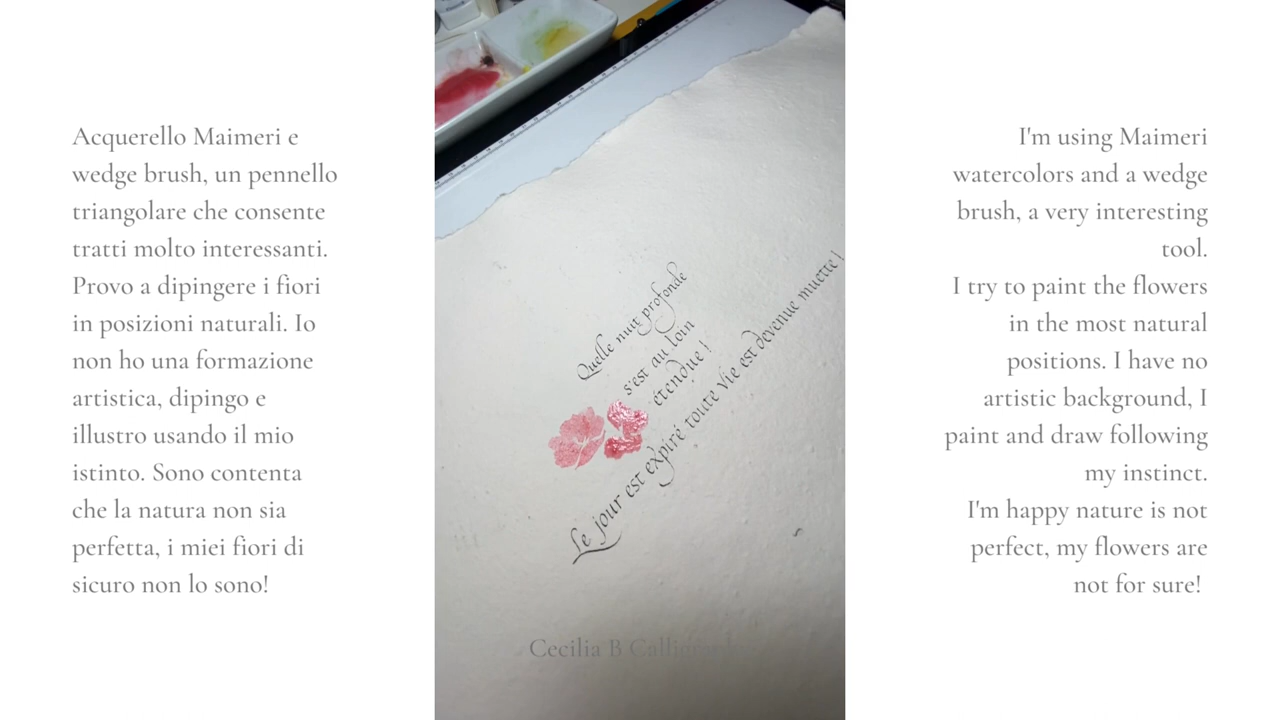 Acquerello Maimeri e
wedge brush, un pennello
triangolare che consente
tratti molto interessanti.
Provo a dipingere i fiori
in posizioni naturali. Io
non ho una formazione
artistica, dipingo e
illustro usando il mio
istinto. Sono contenta
che la natura non sia
perfetta, i miei fiori di
sicuro non lo sono!
Quelle nuit profonde
s'est au loin
étendue !
Le jour est expiré toute vie est devenue muette !
Cecilia B
I'm using Maimeri
watercolors and a wedge
brush, a very interesting
tool.
I try to paint the flowers
in the most natural
positions. I have no
artistic background, I
paint and draw following
my instinct.
I'm happy nature is not
perfect, my flowers are
not for sure!